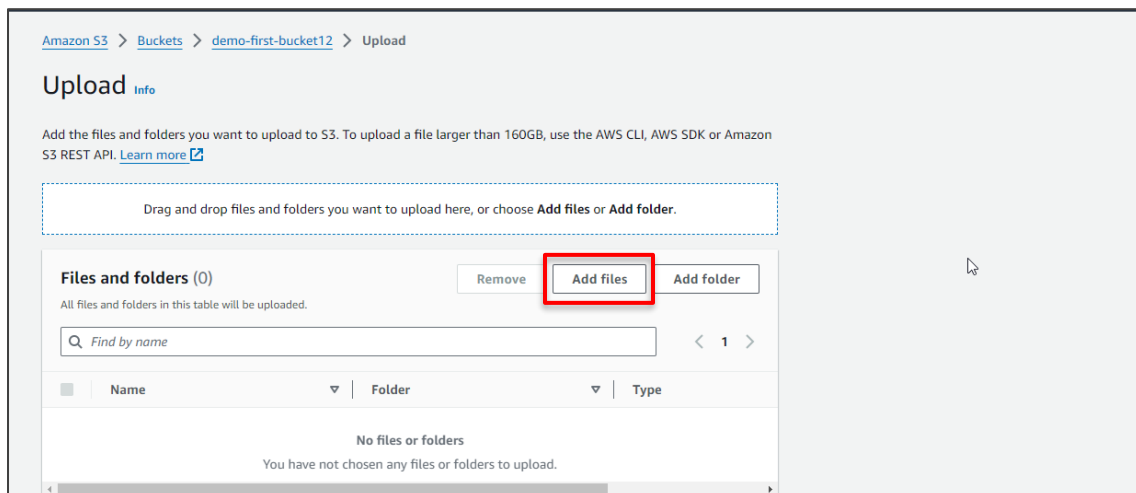 Amazon S3 > Buckets > demo-first-bucket12 > Upload
Upload Info
Add the files and folders you want to upload to S3. To upload a file larger than 160GB, use the AWS CLI, AWS SDK or Amazon
S3 REST API. Learn more
Drag and drop files and folders you want to upload here, or choose Add files or Add folder.
Files and folders (0) Remove Add files Add folder
All files and folders in this table will be uploaded.
Find by name < 1 >
Name Folder Type
No files or folders
You have not chosen any files or folders to upload.